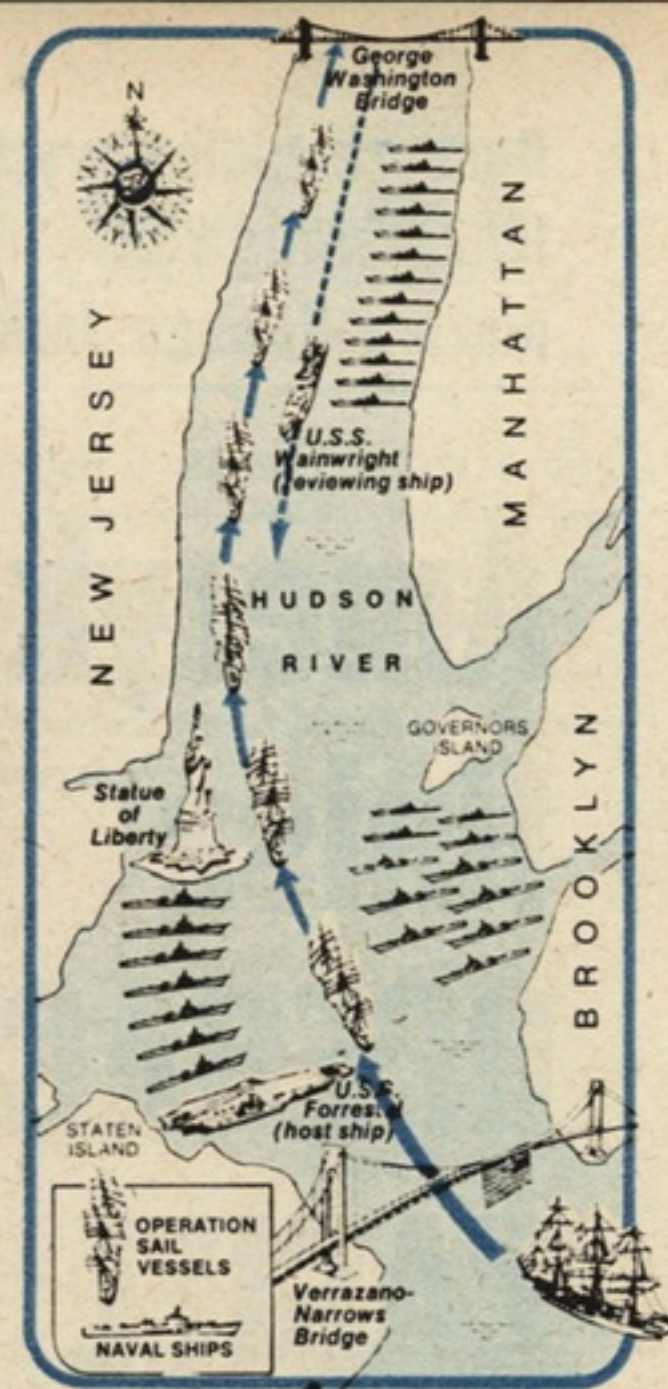 George
Washington
Bridge
N
NEW JERSEY
MANHATTAN
U.S.S.
Wainwright
(reviewing ship)
HUDSON
RIVER
GOVERNORS
ISLAND
Statue
of
Liberty
BROOKLYN
U.S.S.
Forrestal
(host ship)
STATEN
ISLAND
OPERATION
SAIL
VESSELS
NAVAL SHIPS
Verrazano-
Narrows
Bridge